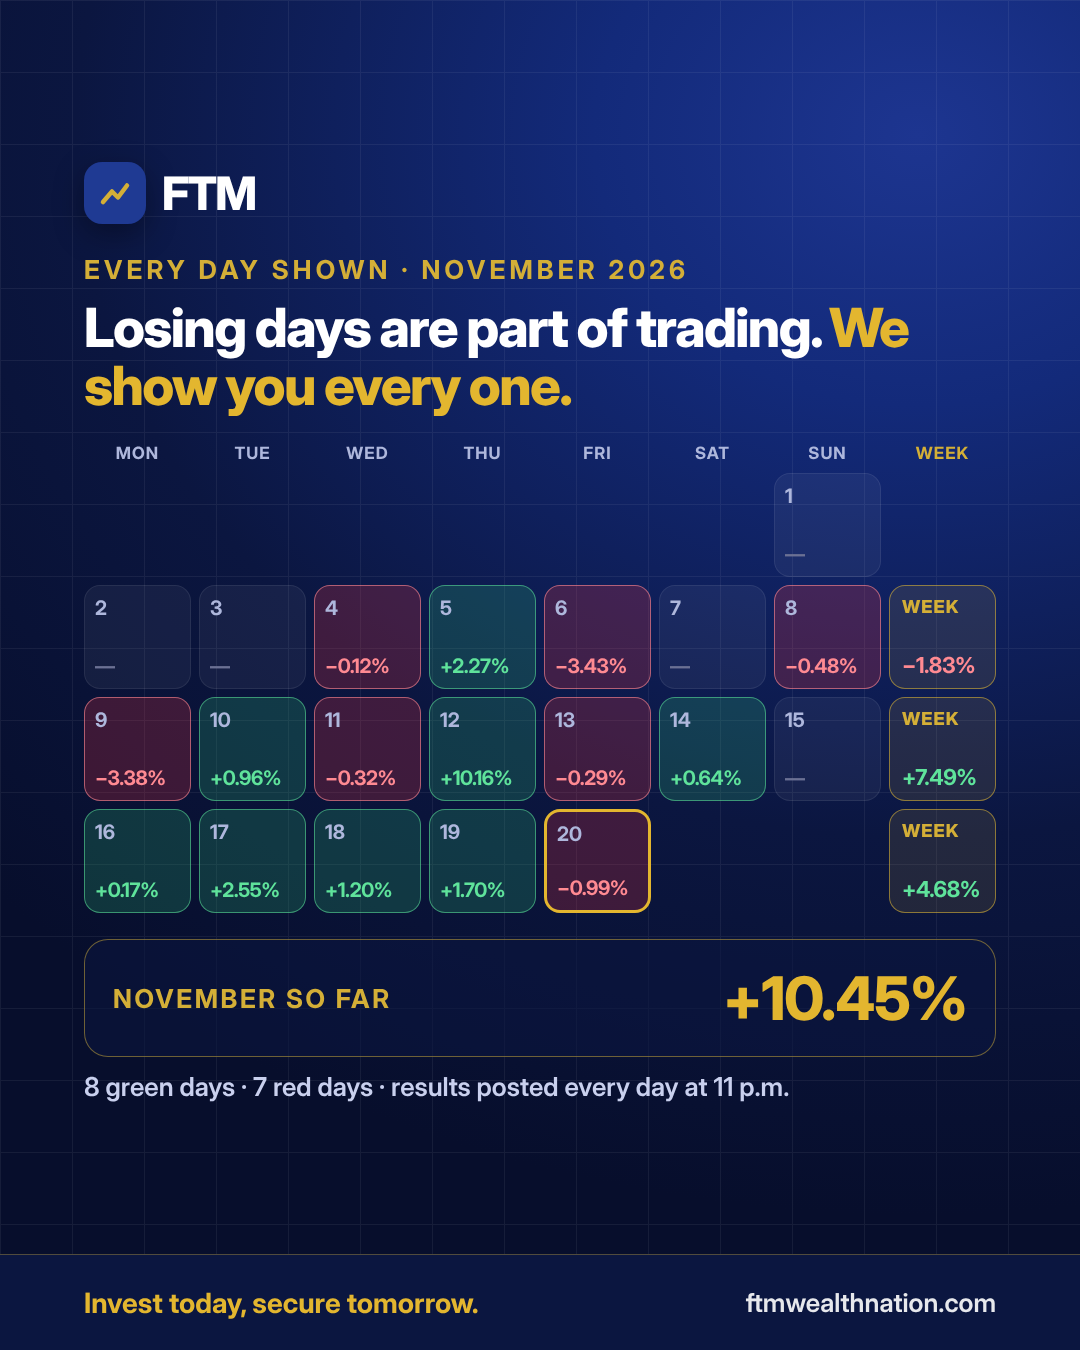 FTM
EVERY DAY SHOWN · NOVEMBER 2026
Losing days are part of trading. We
show you every one.
MON TUE WED THU FRI SAT SUN WEEK
1
—
2 3 4 5 6 7 8 WEEK
— — −0.12% +2.27% −3.43% — −0.48% −1.83%
9 10 11 12 13 14 15 WEEK
−3.38% +0.96% −0.32% +10.16% −0.29% +0.64% — +7.49%
16 17 18 19 20 WEEK
+0.17% +2.55% +1.20% +1.70% −0.99% +4.68%
NOVEMBER SO FAR +10.45%
8 green days · 7 red days · results posted every day at 11 p.m.
Invest today, secure tomorrow. ftmwealthnation.com